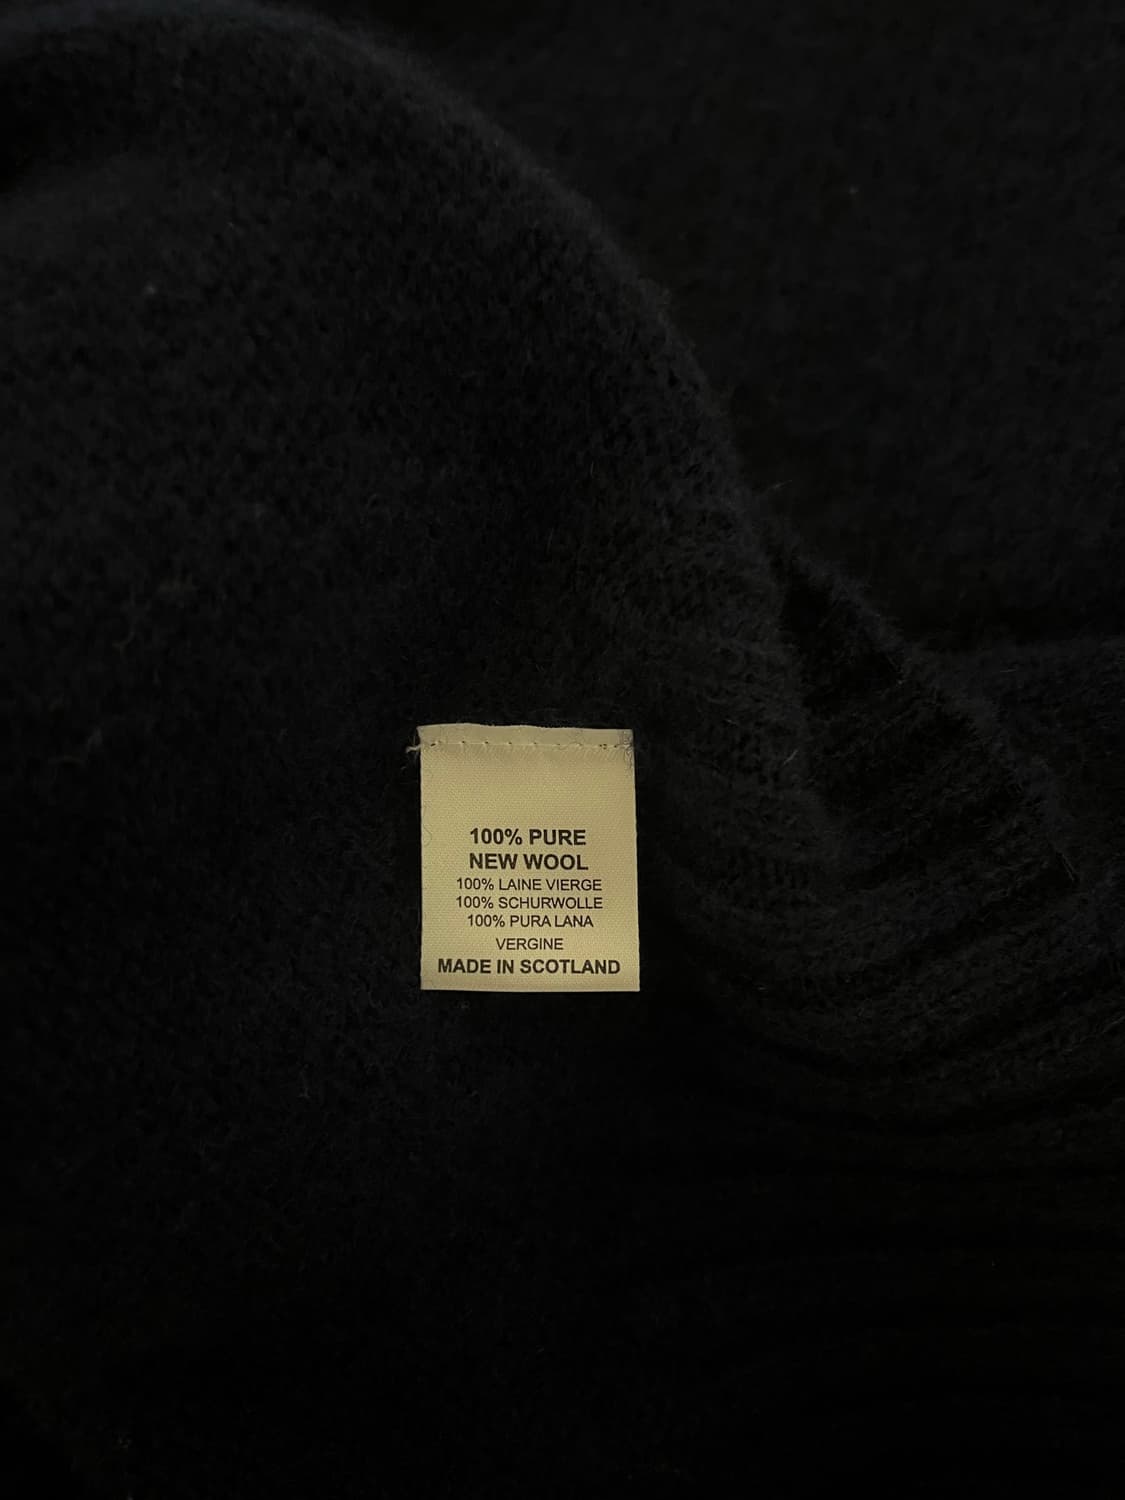 100% PURE
NEW WOOL
100% LAINE VIERGE
100% SCHURWOLLE
100% PURA LANA
VERGINE
MADE IN SCOTLAND